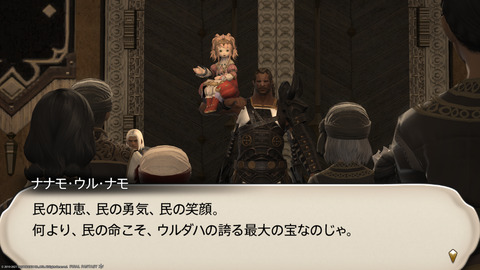 ナナモ・ウル・ナモ
民の知恵、民の勇気、民の笑顔。
何より、民の命こそ、ウルダハの誇る最大の宝なのじゃ。